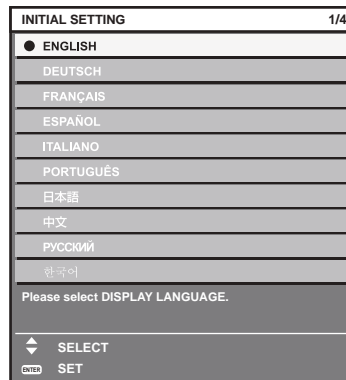 INITIAL SETTING 1/4
ENGLISH
DEUTSCH
FRANÇAIS
ESPAÑOL
ITALIANO
PORTUGUÊS
日本語
中文
РУССКИЙ
한국어
Please select DISPLAY LANGUAGE.
SELECT
ENTER SET